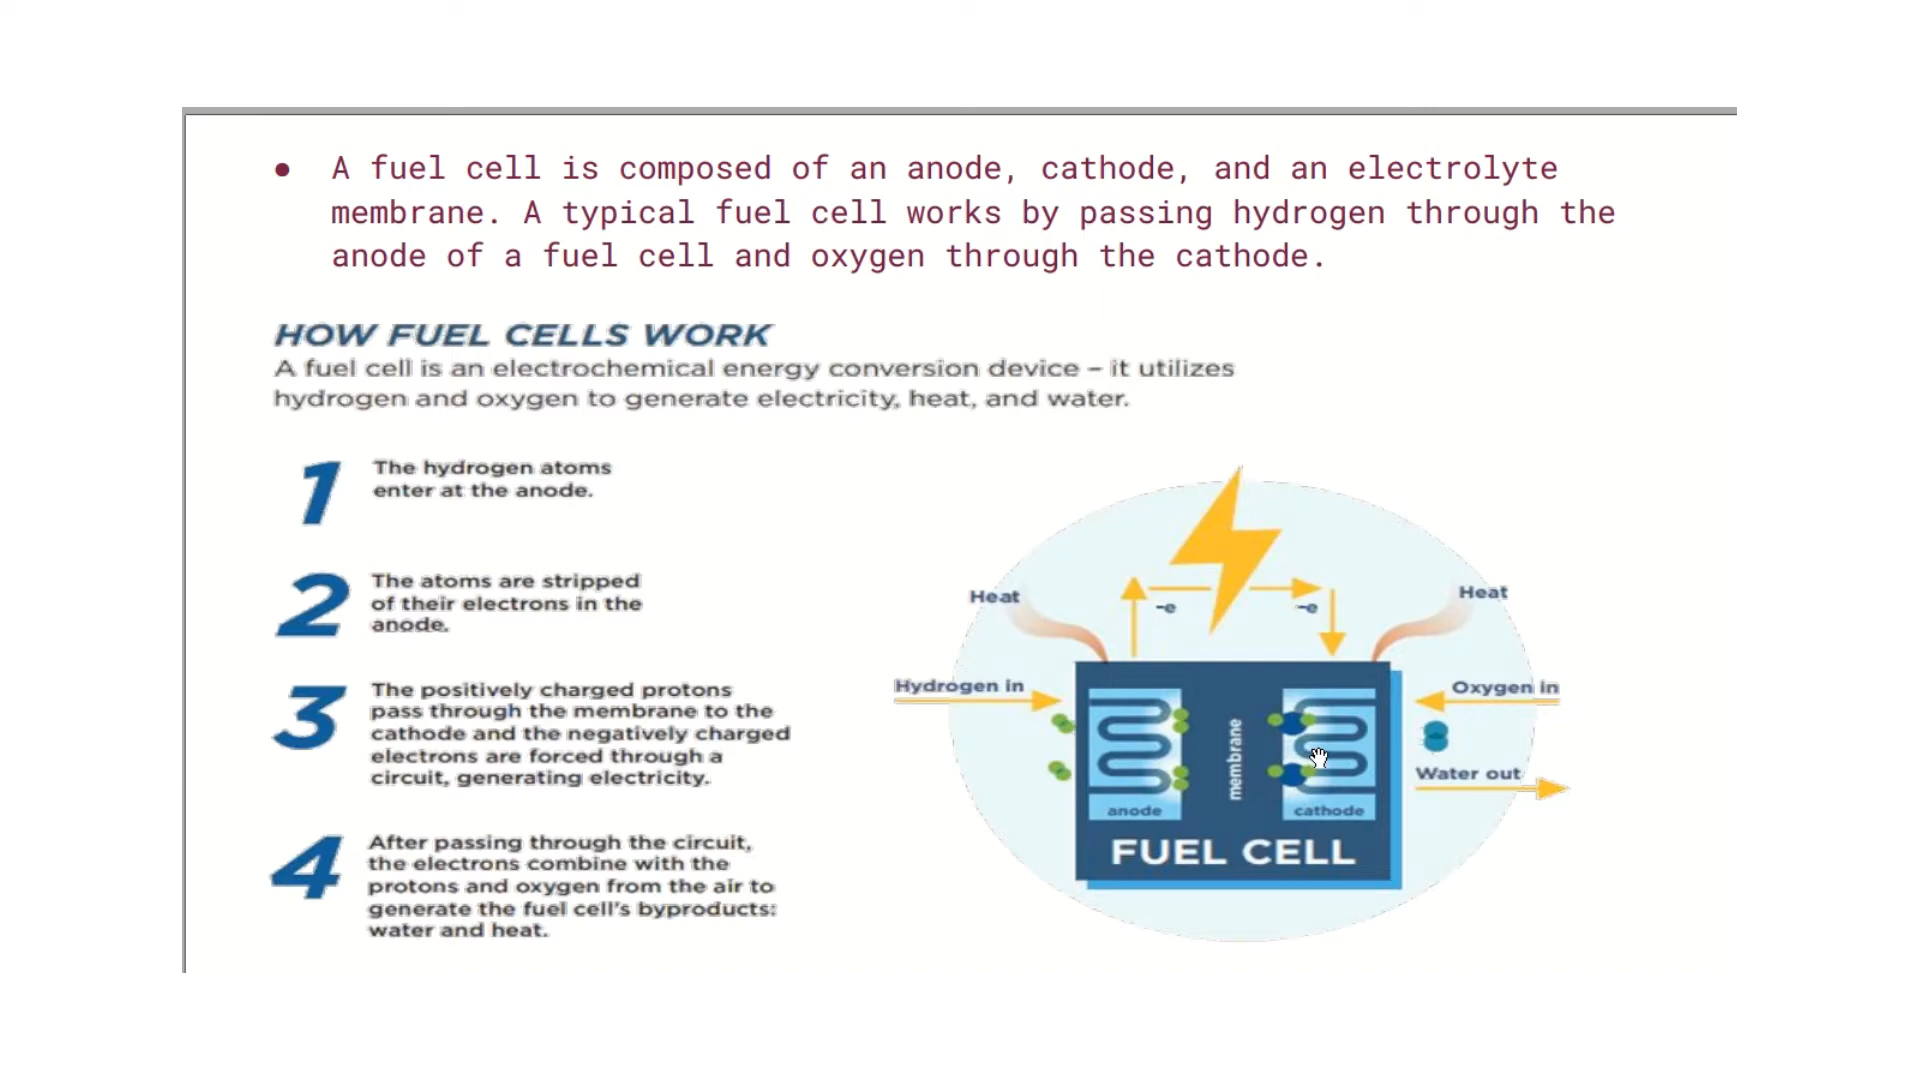 ● A fuel cell is composed of an anode, cathode, and an electrolyte
membrane. A typical fuel cell works by passing hydrogen through the
anode of a fuel cell and oxygen through the cathode.
HOW FUEL CELLS WORK
A fuel cell is an electrochemical energy conversion device – it utilizes
hydrogen and oxygen to generate electricity, heat, and water.
1
The hydrogen atoms
enter at the anode.
2
The atoms are stripped
of their electrons in the
anode.
3
The positively charged protons
pass through the membrane to the
cathode and the negatively charged
electrons are forced through a
circuit, generating electricity.
4
After passing through the circuit,
the electrons combine with the
protons and oxygen from the air to
generate the fuel cell's byproducts:
water and heat.
Heat
-e
-e
Heat
Hydrogen in
Oxygen in
membrane
Water out
anode
cathode
FUEL CELL